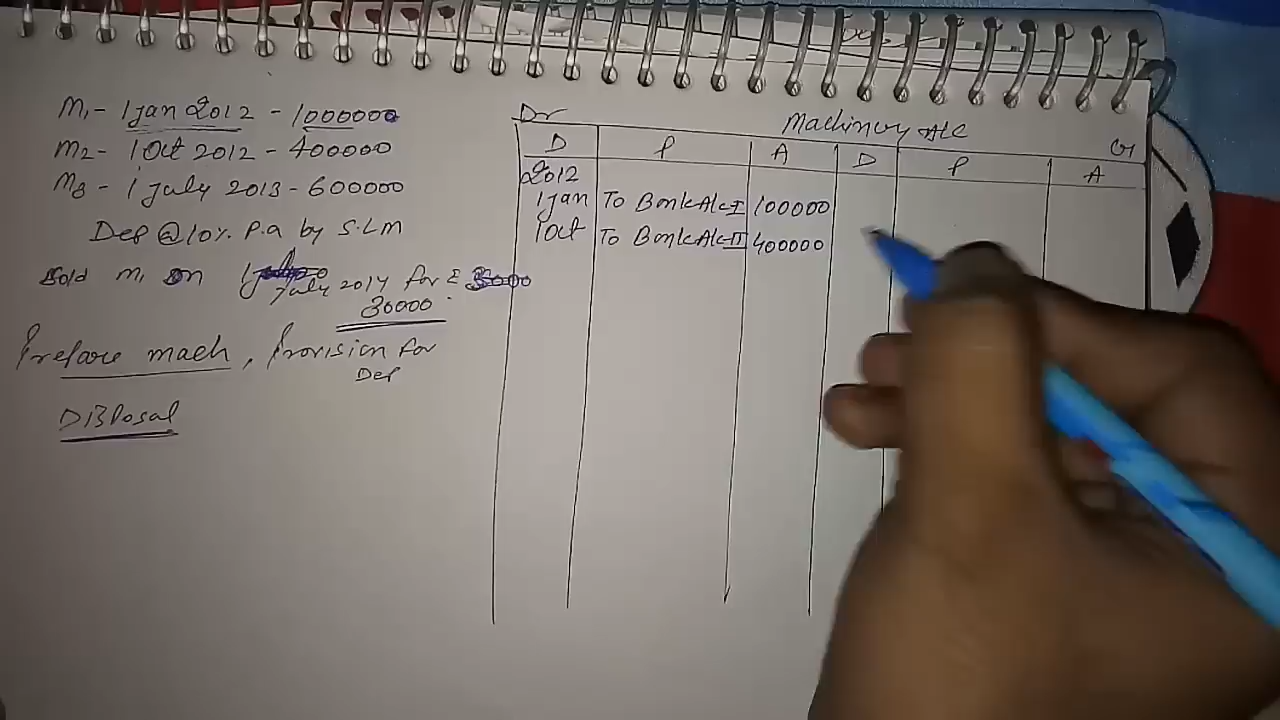 M1 - 1 Jan 2012 - 1000000
M2 - 1 Oct 2012 - 400000
M3 - 1 july 2013 - 600000
Dep @ 10%. P.a by S.L.M
Sold M1 on 1 July 2014 for ₹
30000
Prepare mach, Provision for
Dep
Disposal
Dr
Machinery A/c
Cr
D P A D P A
2012
1 Jan To Bank A/c I 100000
1 Oct To Bank A/c II 400000